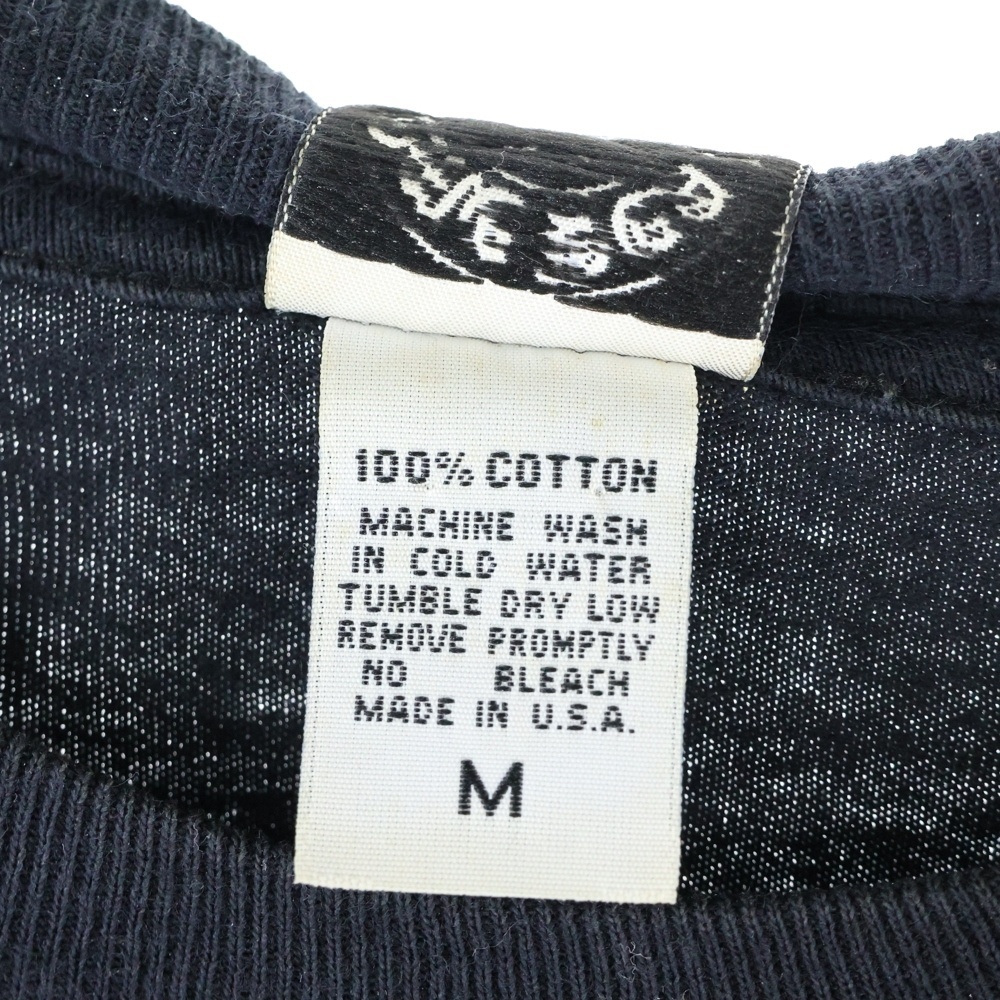 100% COTTON
MACHINE WASH
IN COLD WATER
TUMBLE DRY LOW
REMOVE PROMPTLY
NO BLEACH
MADE IN U.S.A.
M